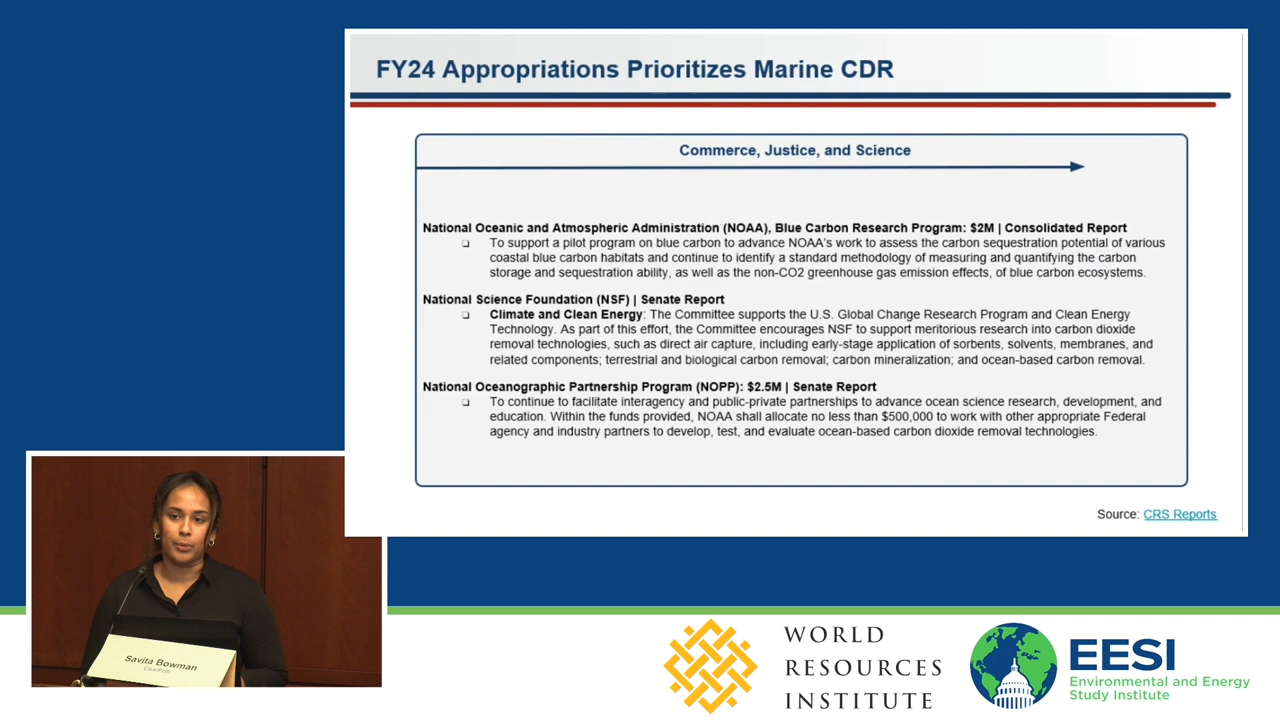 FY24 Appropriations Prioritizes Marine CDR
Commerce, Justice, and Science
National Oceanic and Atmospheric Administration (NOAA), Blue Carbon Research Program: $2M | Consolidated Report
To support a pilot program on blue carbon to advance NOAA's work to assess the carbon sequestration potential of various
coastal blue carbon habitats and continue to identify a standard methodology of measuring and quantifying the carbon
storage and sequestration ability, as well as the non-CO2 greenhouse gas emission effects, of blue carbon ecosystems.
National Science Foundation (NSF) | Senate Report
Climate and Clean Energy: The Committee supports the U.S. Global Change Research Program and Clean Energy
Technology. As part of this effort, the Committee encourages NSF to support meritorious research into carbon dioxide
removal technologies, such as direct air capture, including early-stage application of sorbents, solvents, membranes, and
related components; terrestrial and biological carbon removal; carbon mineralization; and ocean-based carbon removal.
National Oceanographic Partnership Program (NOPP): $2.5M | Senate Report
To continue to facilitate interagency and public-private partnerships to advance ocean science research, development, and
education. Within the funds provided, NOAA shall allocate no less than $500,000 to work with other appropriate Federal
agency and industry partners to develop, test, and evaluate ocean-based carbon dioxide removal technologies.
Source: CRS Reports
Savita Bowman
ClearPath
WORLD
RESOURCES
INSTITUTE
EESI
Environmental and Energy
Study Institute